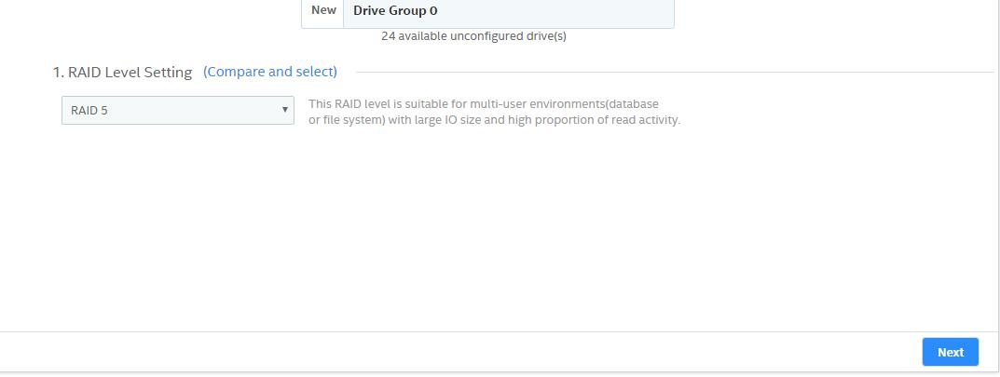 New Drive Group 0
24 available unconfigured drive(s)
1. RAID Level Setting (Compare and select)
RAID 5
This RAID level is suitable for multi-user environments(database
or file system) with large IO size and high proportion of read activity.
Next